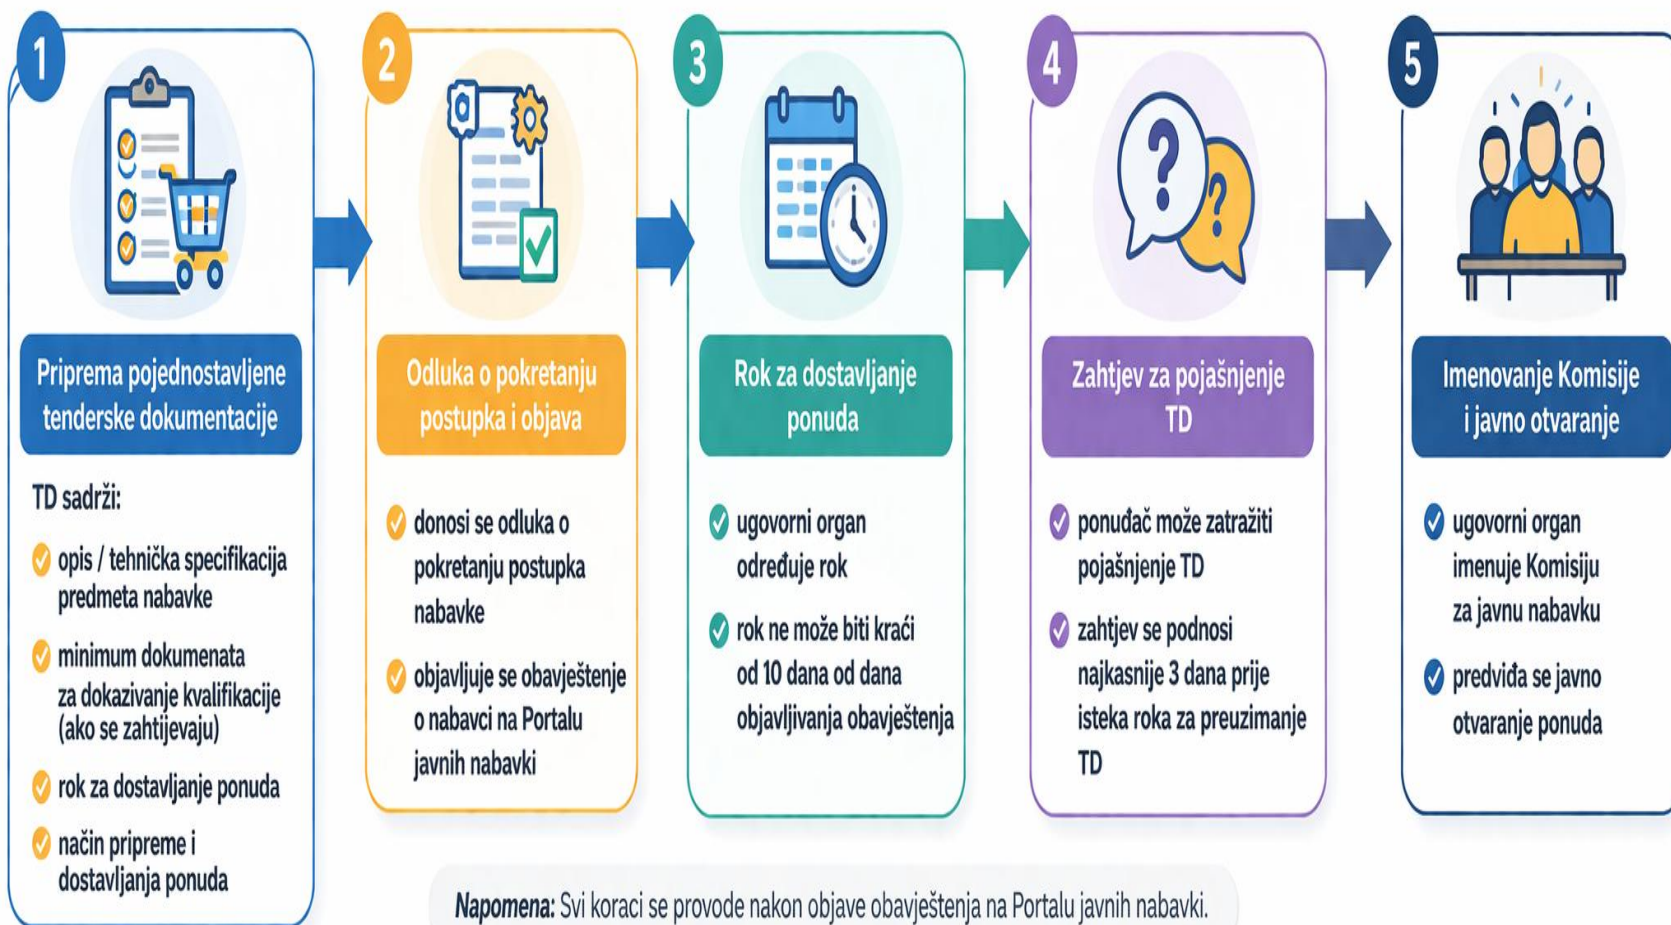 1
Priprema pojednostavljene
tenderske dokumentacije
TD sadrži:
opis / tehnička specifikacija
predmeta nabavke
minimum dokumenata
za dokazivanje kvalifikacije
(ako se zahtijevaju)
rok za dostavljanje ponuda
način pripreme i
dostavljanja ponuda
2
Odluka o pokretanju
postupka i objava
donosi se odluka o
pokretanju postupka
nabavke
objavljuje se obavještenje
o nabavci na Portalu
javnih nabavki
3
Rok za dostavljanje
ponuda
ugovorni organ
određuje rok
rok ne može biti kraći
od 10 dana od dana
objavljivanja obavještenja
4
? ?
Zahtjev za pojašnjenje
TD
ponuđač može zatražiti
pojašnjenje TD
zahtjev se podnosi
najkasnije 3 dana prije
isteka roka za preuzimanje
TD
5
Imenovanje Komisije
i javno otvaranje
ugovorni organ
imenuje Komisiju
za javnu nabavku
predviđa se javno
otvaranje ponuda
Napomena: Svi koraci se provode nakon objave obavještenja na Portalu javnih nabavki.